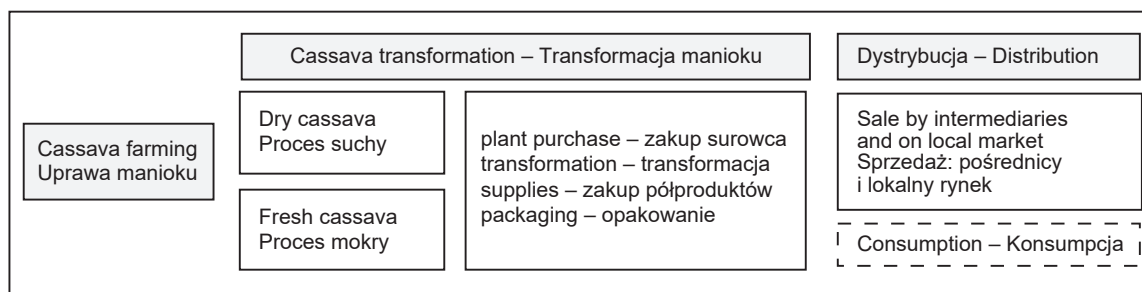 Cassava farming
Uprawa manioku
Cassava transformation – Transformacja manioku
Dry cassava
Proces suchy
Fresh cassava
Proces mokry
plant purchase – zakup surowca
transformation – transformacja
supplies – zakup półproduktów
packaging – opakowanie
Dystrybucja – Distribution
Sale by intermediaries
and on local market
Sprzedaż: pośrednicy
i lokalny rynek
Consumption – Konsumpcja